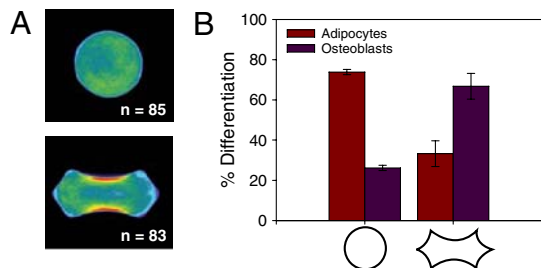 A
n = 85
n = 83
B
% Differentiation
100
80
60
40
20
0
Adipocytes
Osteoblasts